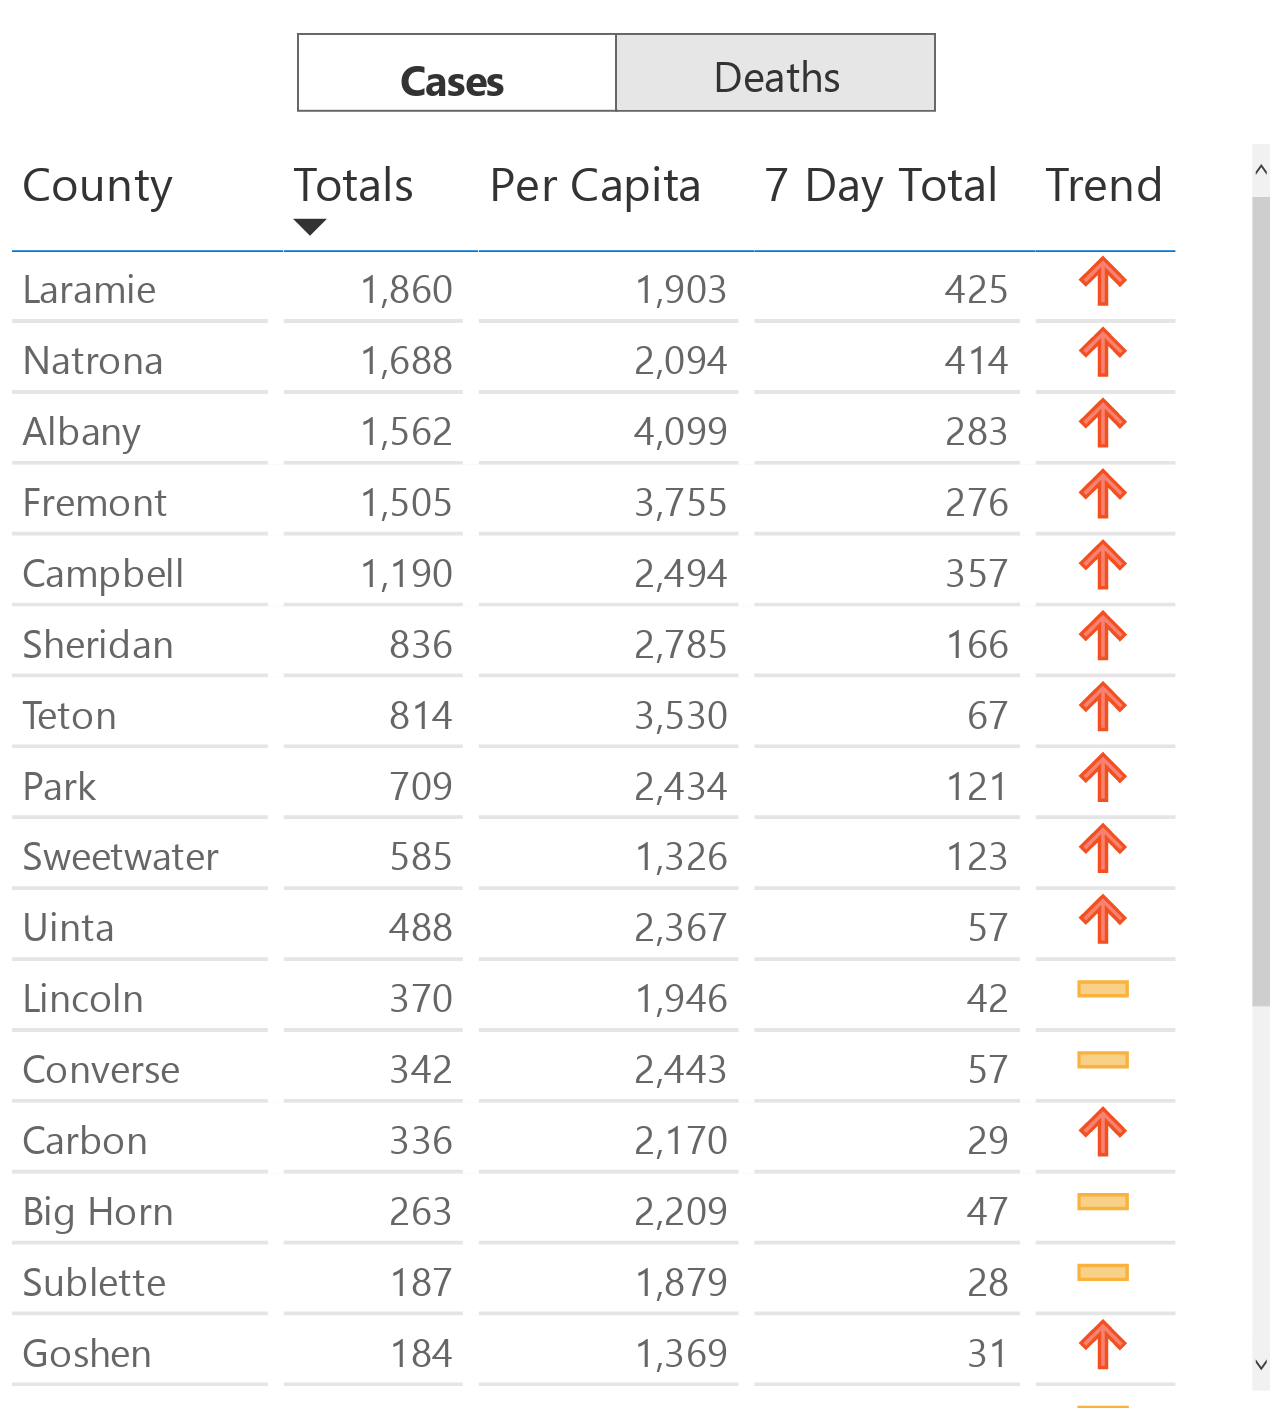 Cases Deaths
County Totals Per Capita 7 Day Total Trend
Laramie 1,860 1,903 425
Natrona 1,688 2,094 414
Albany 1,562 4,099 283
Fremont 1,505 3,755 276
Campbell 1,190 2,494 357
Sheridan 836 2,785 166
Teton 814 3,530 67
Park 709 2,434 121
Sweetwater 585 1,326 123
Uinta 488 2,367 57
Lincoln 370 1,946 42
Converse 342 2,443 57
Carbon 336 2,170 29
Big Horn 263 2,209 47
Sublette 187 1,879 28
Goshen 184 1,369 31